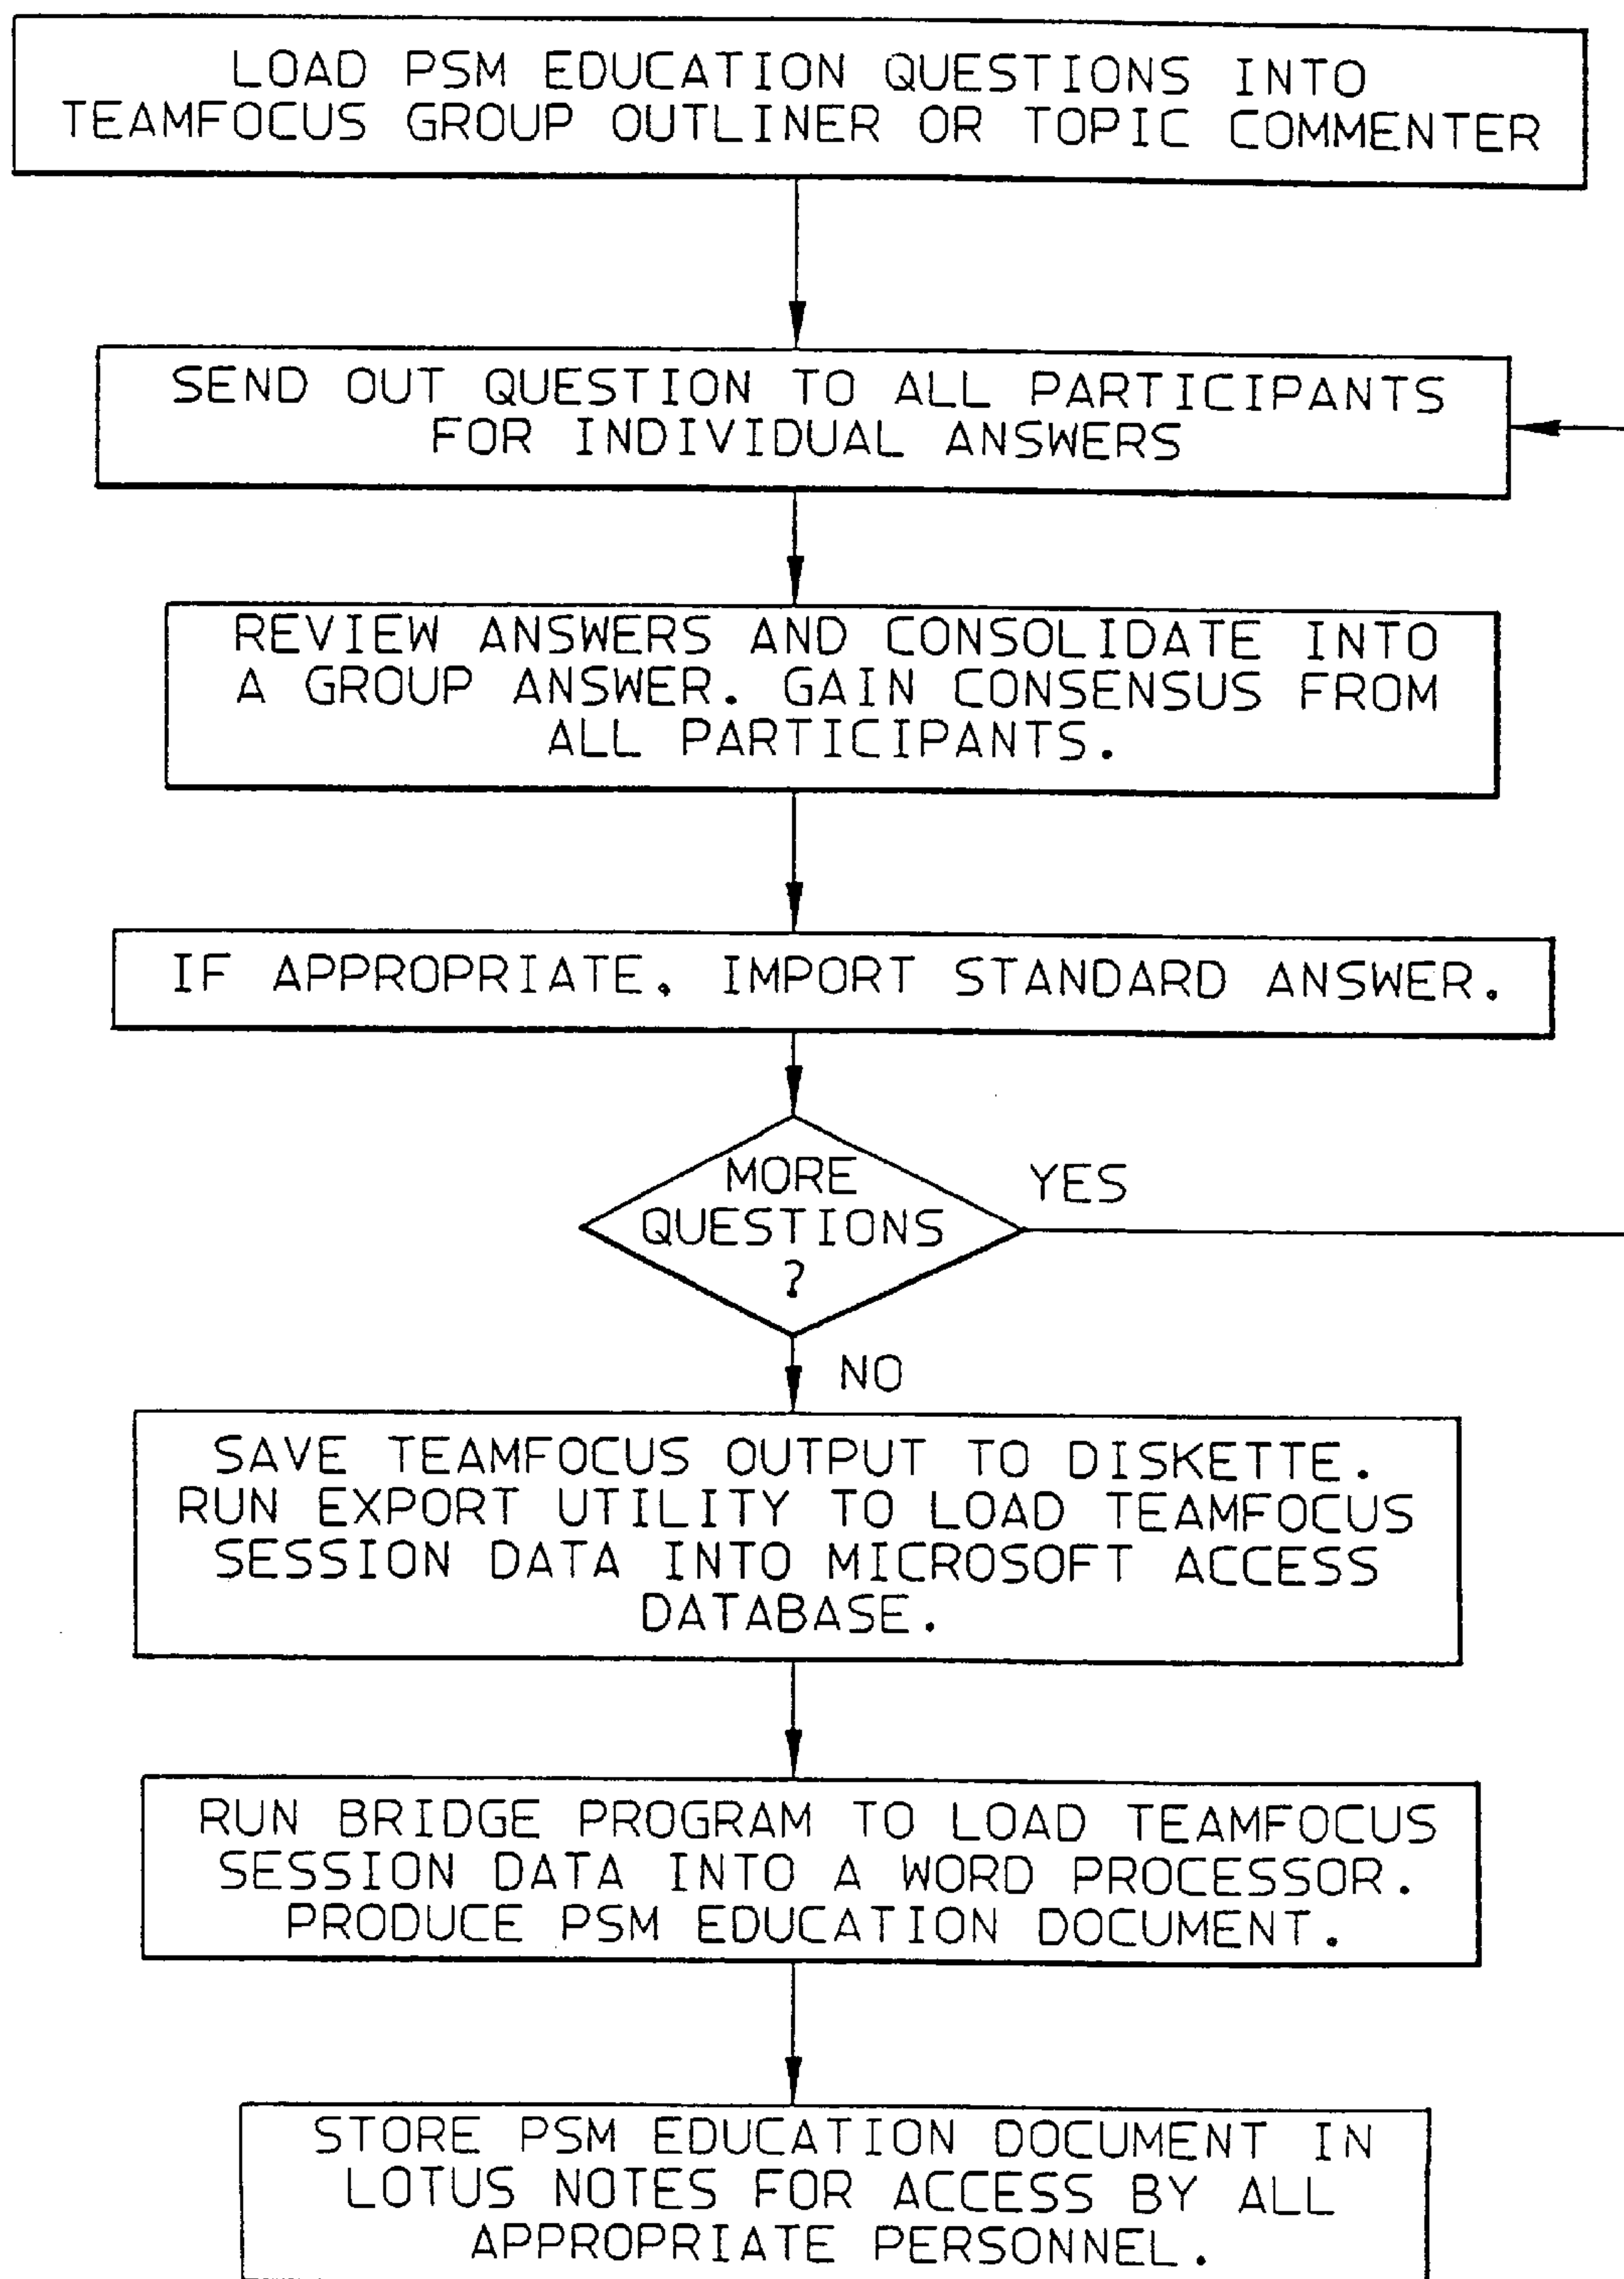 LOAD PSM EDUCATION QUESTIONS INTO
TEAMFOCUS GROUP OUTLINER OR TOPIC COMMENTER
SEND OUT QUESTION TO ALL PARTICIPANTS
FOR INDIVIDUAL ANSWERS
REVIEW ANSWERS AND CONSOLIDATE INTO
A GROUP ANSWER. GAIN CONSENSUS FROM
ALL PARTICIPANTS.
IF APPROPRIATE, IMPORT STANDARD ANSWER.
MORE
QUESTIONS
?
YES
NO
SAVE TEAMFOCUS OUTPUT TO DISKETTE.
RUN EXPORT UTILITY TO LOAD TEAMFOCUS
SESSION DATA INTO MICROSOFT ACCESS
DATABASE.
RUN BRIDGE PROGRAM TO LOAD TEAMFOCUS
SESSION DATA INTO A WORD PROCESSOR.
PRODUCE PSM EDUCATION DOCUMENT.
STORE PSM EDUCATION DOCUMENT IN
LOTUS NOTES FOR ACCESS BY ALL
APPROPRIATE PERSONNEL.